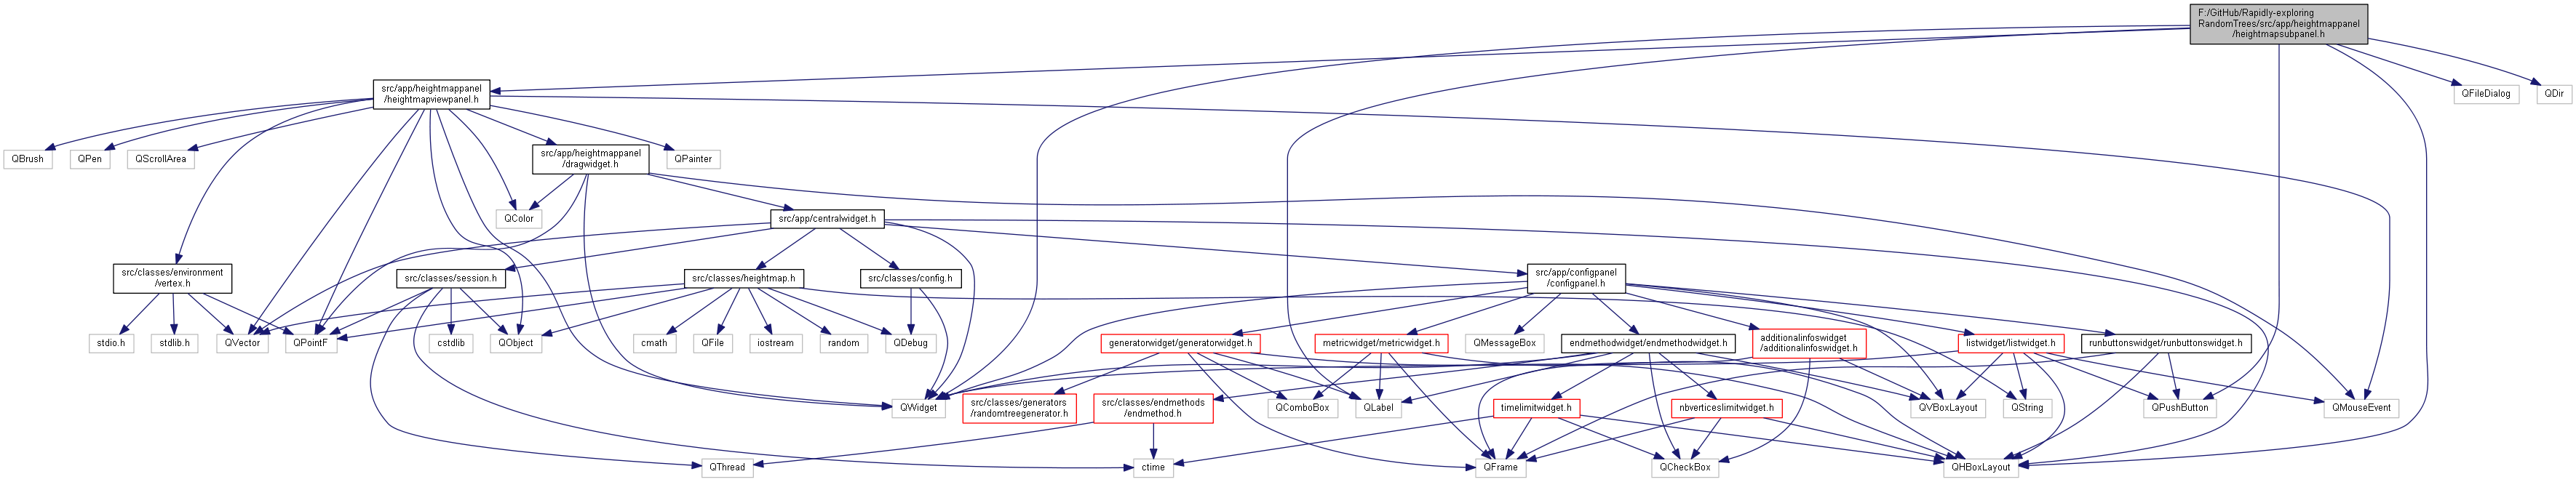 F:/GitHub/Rapidly-exploring
RandomTrees/src/app/heightmappanel
/heightmapsubpanel.h
src/app/heightmappanel
/heightmapviewpanel.h
QFileDialog
QDir
QBrush
QPen
QScrollArea
src/app/heightmappanel
/dragwidget.h
QPainter
QColor
src/app/centralwidget.h
src/classes/environment
/vertex.h
src/classes/session.h
src/classes/heightmap.h
src/classes/config.h
src/app/configpanel
/configpanel.h
stdio.h
stdlib.h
QVector
QPointF
cstdlib
QObject
cmath
QFile
iostream
random
QDebug
generatorwidget/generatorwidget.h
metricwidget/metricwidget.h
QMessageBox
endmethodwidget/endmethodwidget.h
additionalinfoswidget
/additionalinfoswidget.h
listwidget/listwidget.h
runbuttonswidget/runbuttonswidget.h
QWidget
src/classes/generators
/randomtreegenerator.h
src/classes/endmethods
/endmethod.h
QComboBox
QLabel
timelimitwidget.h
nbverticeslimitwidget.h
QVBoxLayout
QString
QPushButton
QMouseEvent
QThread
ctime
QFrame
QCheckBox
QHBoxLayout